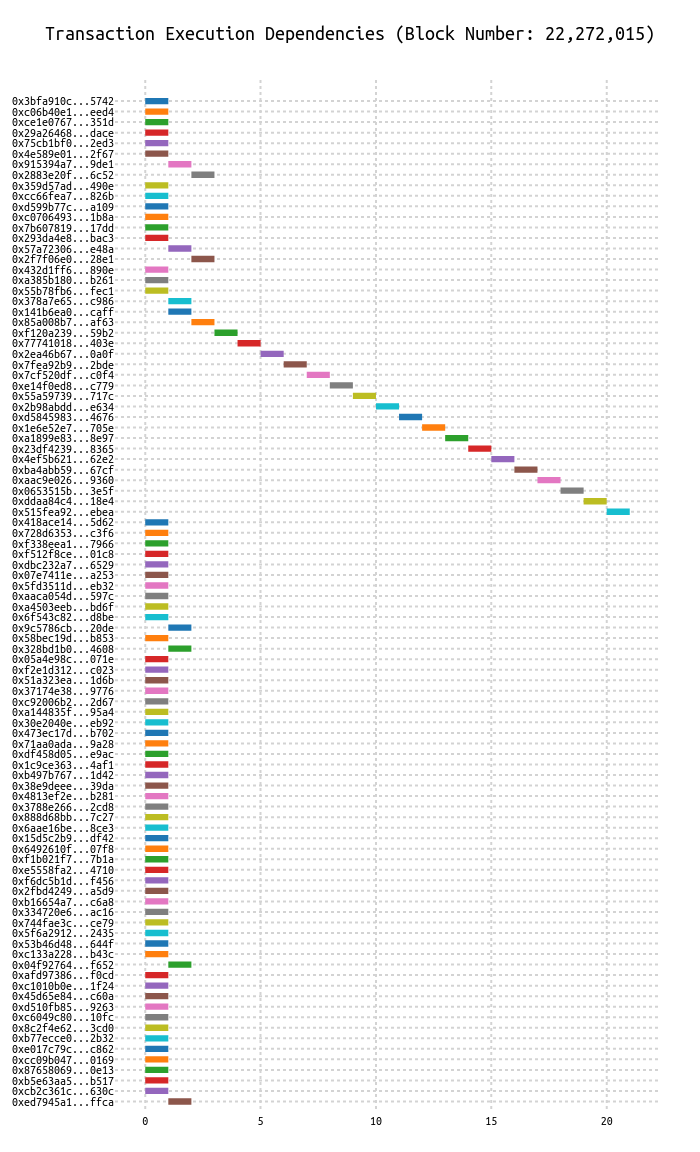 Transaction Execution Dependencies (Block Number: 22,272,015)
0x3bfa910c...5742
0xc06b40e1...eed4
0xce1e0767...351d
0x29a26468...dace
0x75cb1bf0...2ed3
0x4e589e01...2f67
0x915394a7...9de1
0x2883e20f...6c52
0x359d57ad...490e
0xcc66fea7...826b
0xd599b77c...a109
0xc0706493...1b8a
0x7b607819...17dd
0x293da4e8...bac3
0x57a72306...e48a
0x2f7f06e0...28e1
0x432d1ff6...890e
0xa385b180...b261
0x55b78fb6...fec1
0x378a7e65...c986
0x141b6ea0...caff
0x85a008b7...af63
0xf120a239...59b2
0x77741018...403e
0x2ea46b67...0a0f
0x7fea92b9...2bde
0x7cf520df...c0f4
0xe14f0ed8...c779
0x55a59739...717c
0x2b98abdd...e634
0xd5845983...4676
0x1e6e52e7...705e
0xa1899e83...8e97
0x23df4239...8365
0x4ef5b621...62e2
0xba4abb59...67cf
0xaac9e026...9360
0x0653515b...3e5f
0xddaa84c4...18e4
0x515fea92...ebea
0x418ace14...5d62
0x728d6353...c3f6
0xf338eea1...7966
0xf512f8ce...01c8
0xdbc232a7...6529
0x07e7411e...a253
0x5fd3511d...eb32
0xaaca054d...597c
0xa4503eeb...bd6f
0x6f543c82...d8be
0x9c5786cb...20de
0x58bec19d...b853
0x328bd1b0...4608
0x05a4e98c...071e
0xf2e1d312...c023
0x51a323ea...1d6b
0x37174e38...9776
0xc92006b2...2d67
0xa144835f...95a4
0x30e2040e...eb92
0x473ec17d...b702
0x71aa0ada...9a28
0xdf458d05...e9ac
0x1c9ce363...4af1
0xb497b767...1d42
0x38e9deee...39da
0x4813ef2e...b281
0x3788e266...2cd8
0x888d68bb...7c27
0x6aae16be...8ce3
0x15d5c2b9...df42
0x6492610f...07f8
0xf1b021f7...7b1a
0xe5558fa2...4710
0xf6dc5b1d...f456
0x2fbd4249...a5d9
0xb16654a7...c6a8
0x334720e6...ac16
0x744fae3c...ce79
0x5f6a2912...2435
0x53b46d48...644f
0xc133a228...b43c
0x04f92764...f652
0xafd97386...f0cd
0xc1010b0e...1f24
0x45d65e84...c60a
0xd510fb85...9263
0xc6049c80...10fc
0x8c2f4e62...3cd0
0xb77ecce0...2b32
0xe017c79c...c862
0xcc09b047...0169
0x87658069...0e13
0xb5e63aa5...b517
0xcb2c361c...630c
0xed7945a1...ffca
0 5 10 15 20